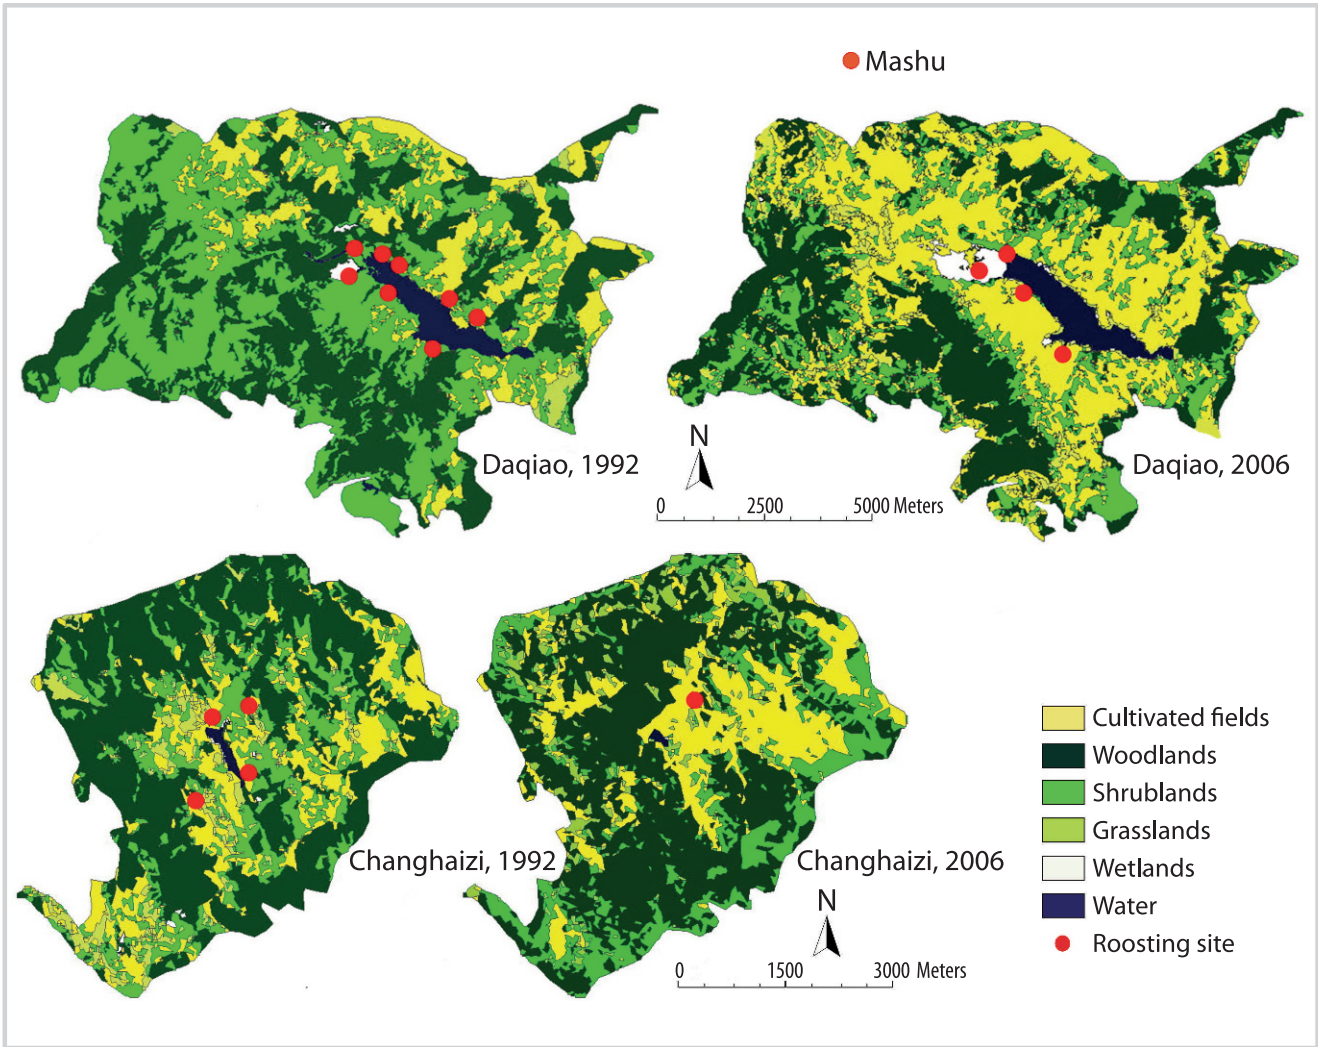 Mashu
Daqiao, 1992
Daqiao, 2006
N
0 2500 5000 Meters
Changhaizi, 1992
Changhaizi, 2006
N
0 1500 3000 Meters
Cultivated fields
Woodlands
Shrublands
Grasslands
Wetlands
Water
Roosting site